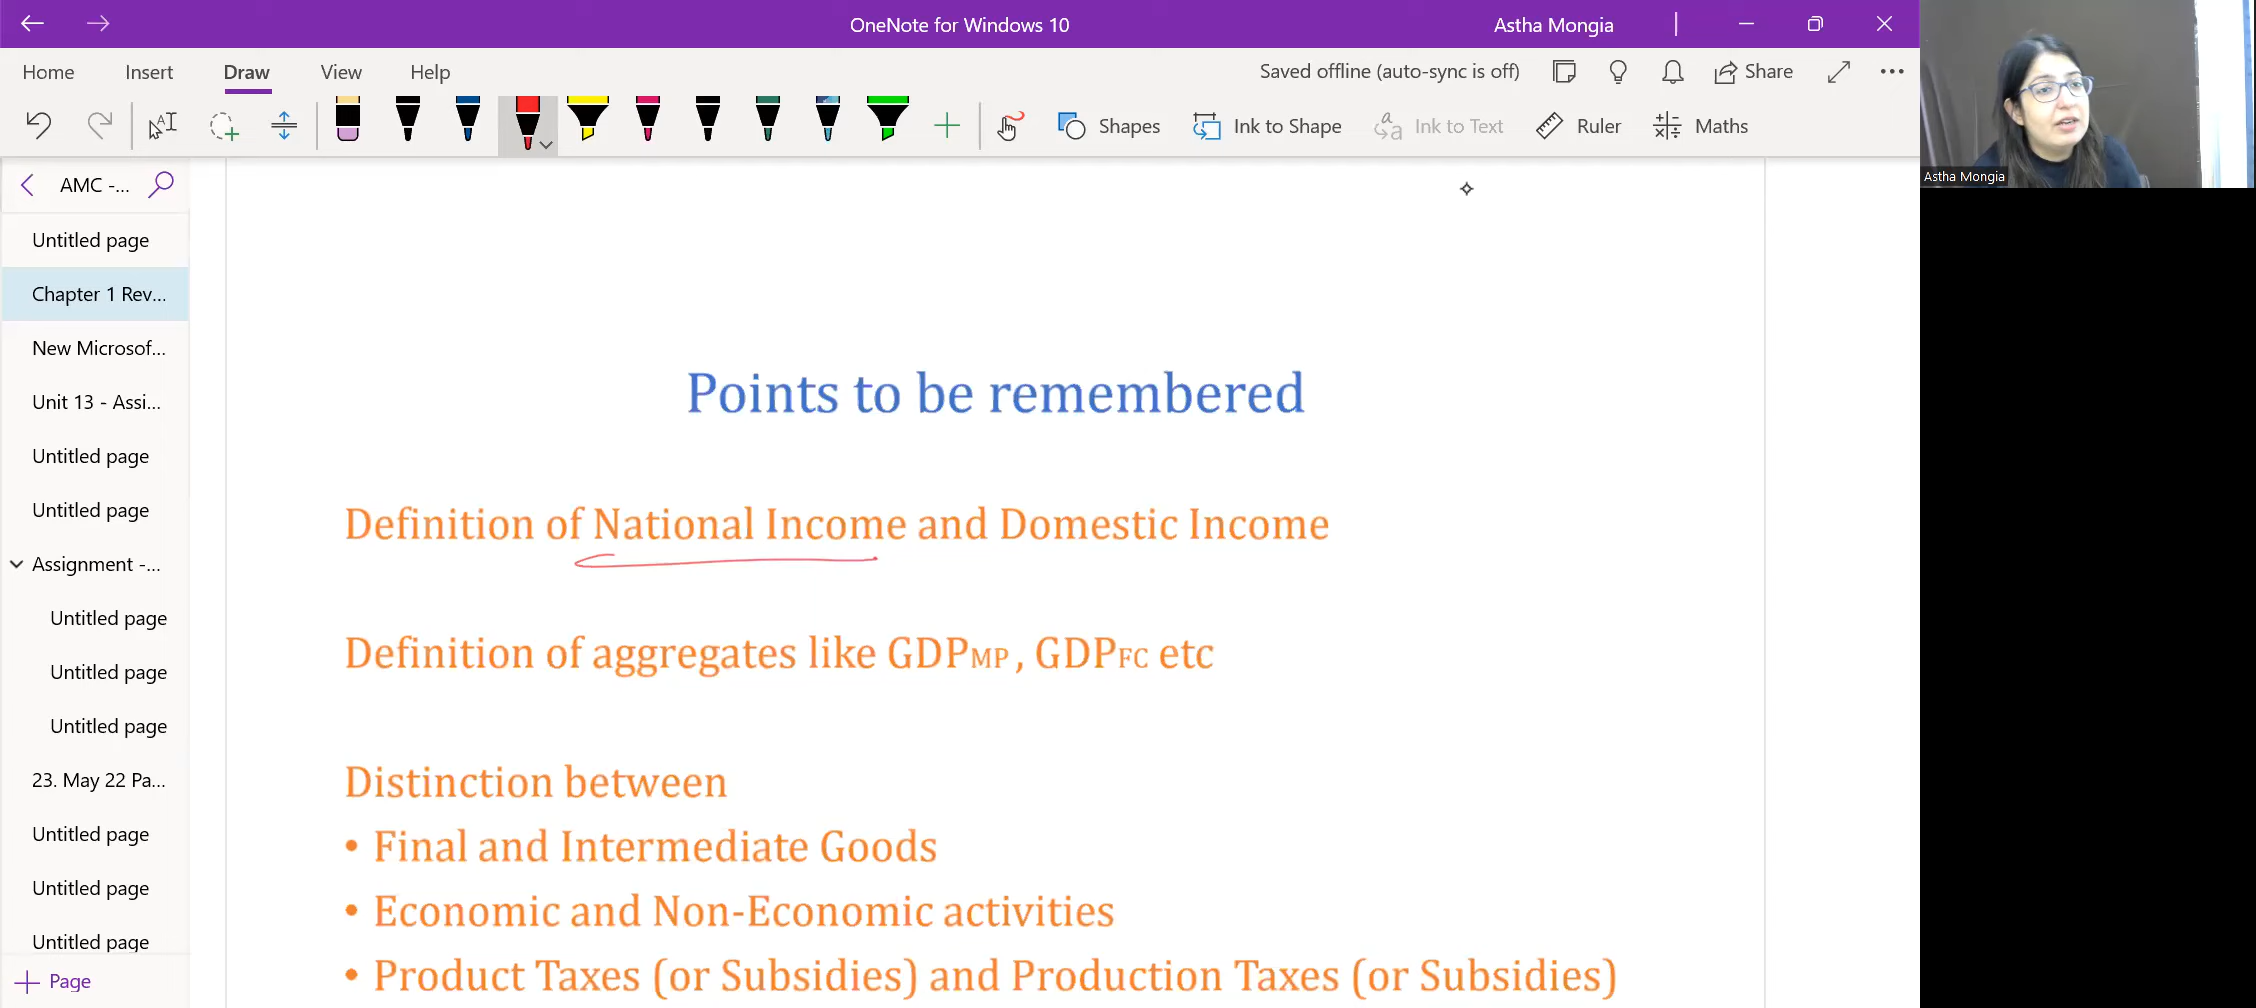 OneNote for Windows 10
Astha Mongia
Home Insert Draw View Help
Saved offline (auto-sync is off) Share
Shapes Ink to Shape Ink to Text Ruler Maths
Astha Mongia
AMC -...
Untitled page
Chapter 1 Rev...
New Microsof...
Unit 13 - Assi...
Untitled page
Untitled page
Assignment -...
Untitled page
Untitled page
Untitled page
23. May 22 Pa...
Untitled page
Untitled page
Untitled page
Page
Points to be remembered
Definition of National Income and Domestic Income
Definition of aggregates like GDPMP , GDPFC etc
Distinction between
• Final and Intermediate Goods
• Economic and Non-Economic activities
• Product Taxes (or Subsidies) and Production Taxes (or Subsidies)